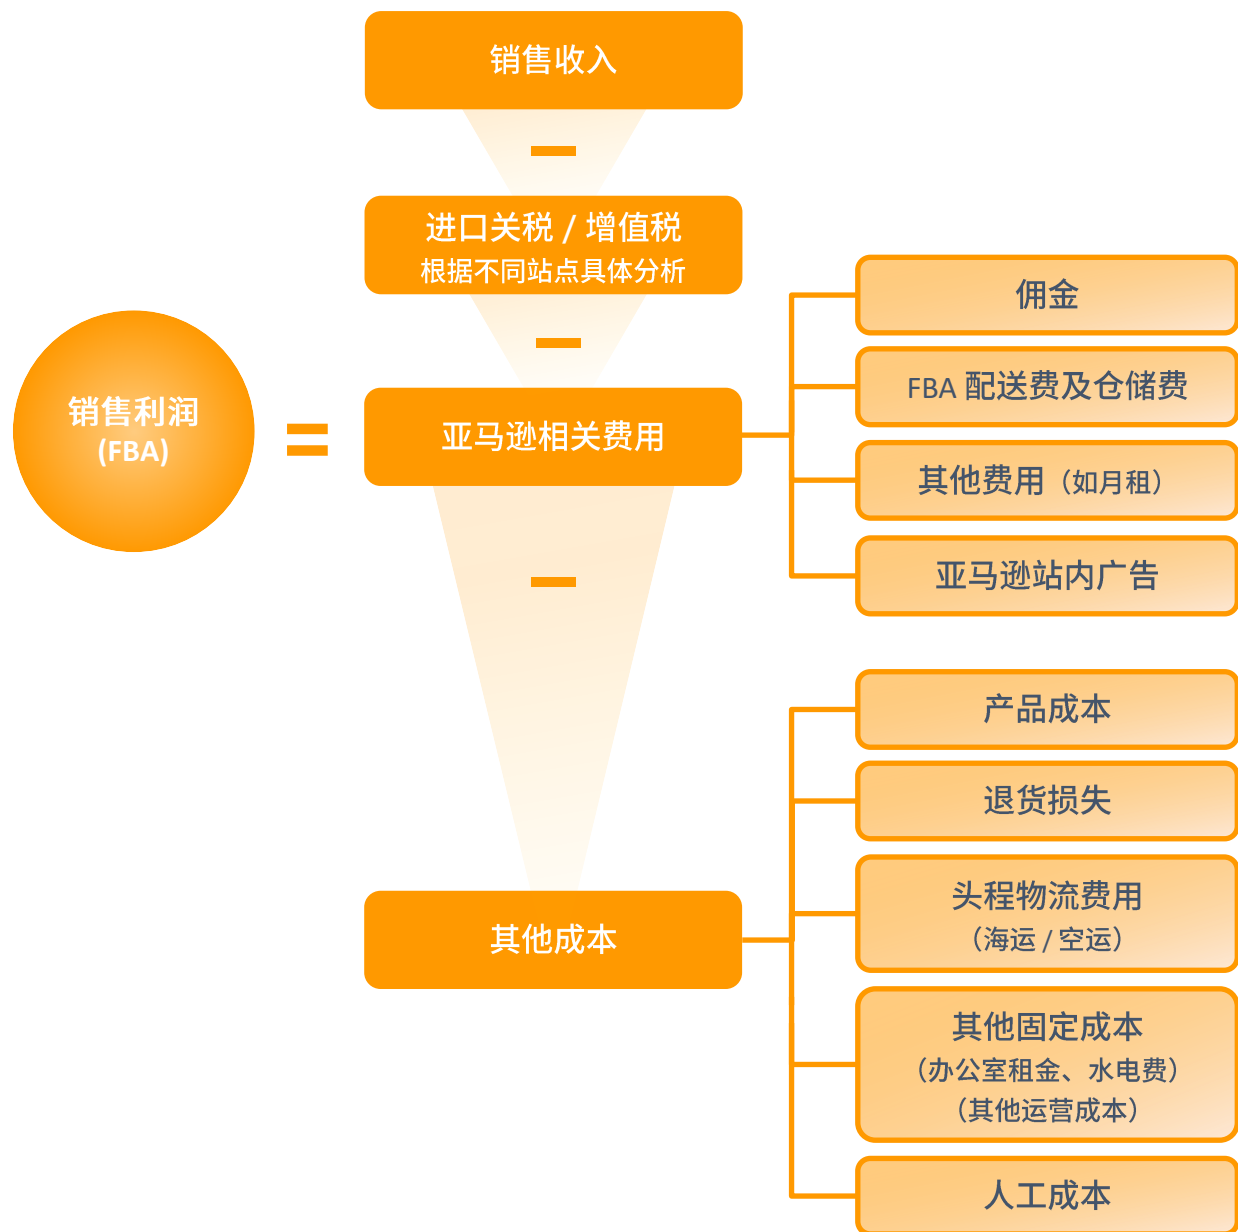 销售收入
进口关税 / 增值税
根据不同站点具体分析
销售利润
(FBA)
=
亚马逊相关费用
佣金
FBA 配送费及仓储费
其他费用（如月租）
亚马逊站内广告
其他成本
产品成本
退货损失
头程物流费用
（海运 / 空运）
其他固定成本
（办公室租金、水电费）
（其他运营成本）
人工成本